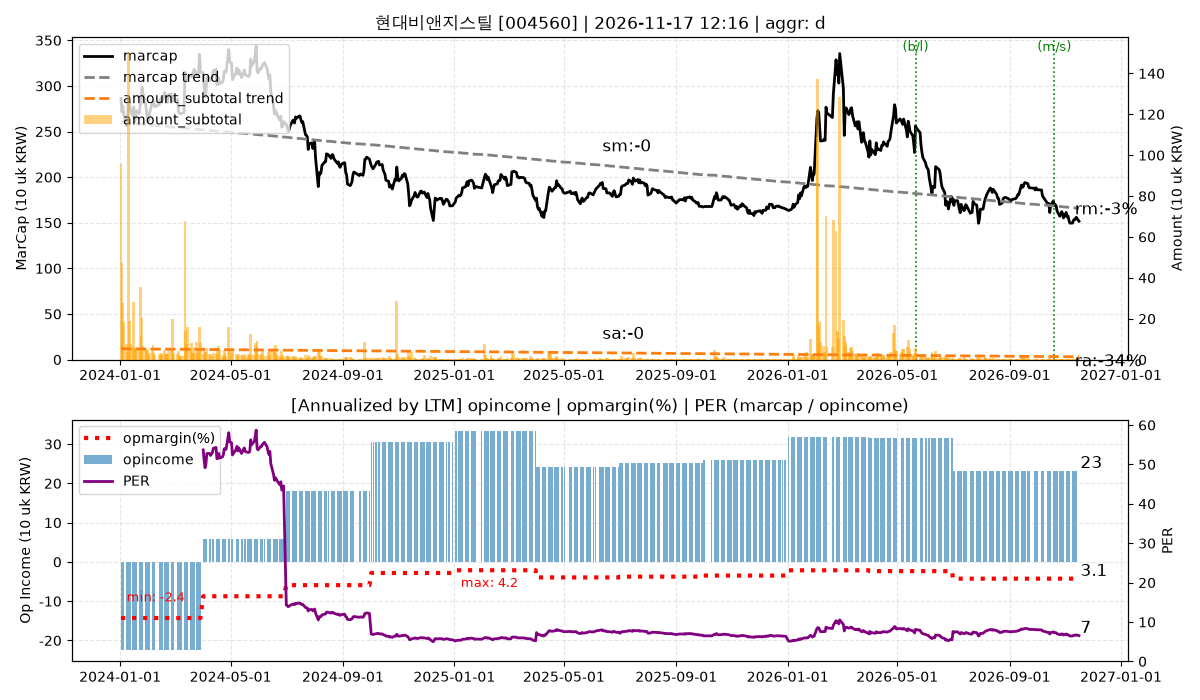 현대비앤지스틸 [004560] | 2026-11-17 12:16 | aggr: d
MarCap (10 uk KRW)
350
300
250
200
150
100
50
0
marcap
marcap trend
amount_subtotal trend
amount_subtotal
sm:-0
sa:-0
(b/l)
(m/s)
rm:-3%
ra:-34%
140
120
100
80
60
40
20
0
Amount (10 uk KRW)
2024-01-01
2024-05-01
2024-09-01
2025-01-01
2025-05-01
2025-09-01
2026-01-01
2026-05-01
2026-09-01
2027-01-01
[Annualized by LTM] opincome | opmargin(%) | PER (marcap / opincome)
Op Income (10 uk KRW)
30
20
10
0
-10
-20
opmargin(%)
opincome
PER
min: -2.4
max: 4.2
23
3.1
7
60
50
40
30
20
10
0
PER
2024-01-01
2024-05-01
2024-09-01
2025-01-01
2025-05-01
2025-09-01
2026-01-01
2026-05-01
2026-09-01
2027-01-01